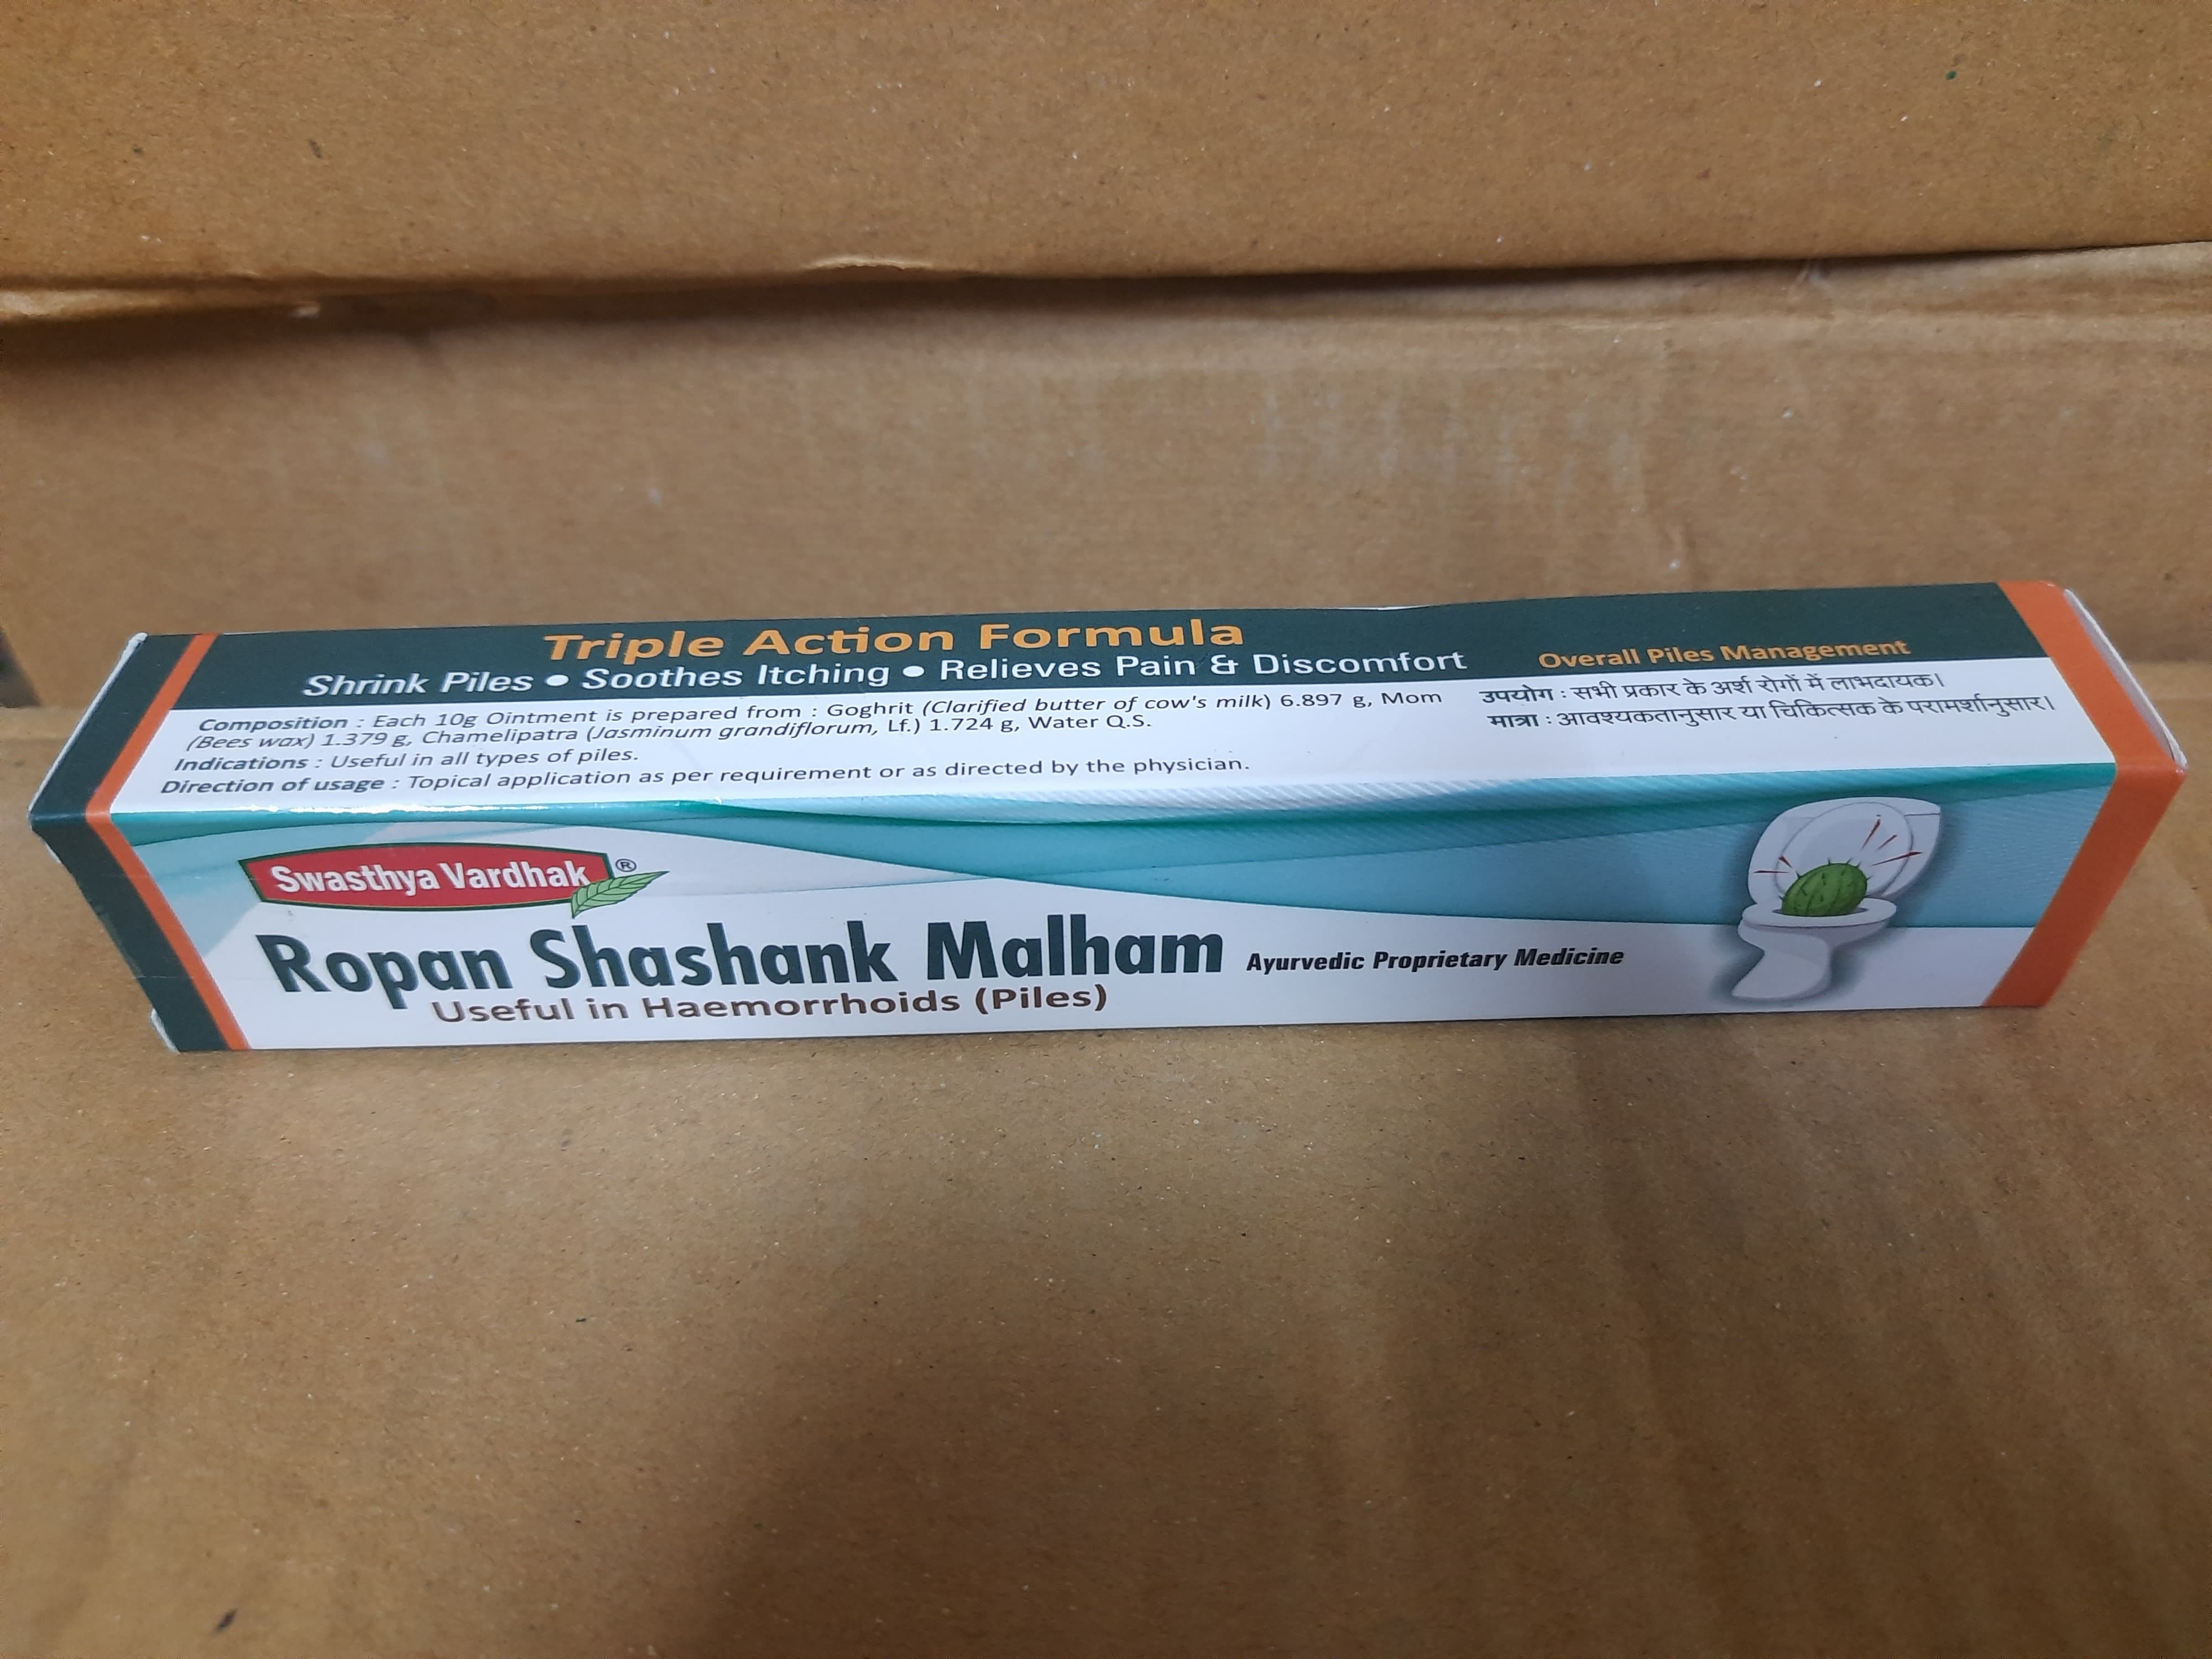 Triple Action Formula
Shrink Piles • Soothes Itching • Relieves Pain & Discomfort
Overall Piles Management
Composition : Each 10g Ointment is prepared from : Goghrit (Clarified butter of cow's milk) 6.897 g, Mom
(Bees wax) 1.379 g, Chamelipatra (Jasminum grandiflorum, Lf.) 1.724 g, Water Q.S.
Indications : Useful in all types of piles.
Direction of usage : Topical application as per requirement or as directed by the physician.
उपयोग : सभी प्रकार के अर्श रोगों में लाभदायक।
मात्रा : आवश्यकतानुसार या चिकित्सक के परामर्शानुसार।
Swasthya Vardhak ®
Ropan Shashank Malham
Ayurvedic Proprietary Medicine
Useful in Haemorrhoids (Piles)